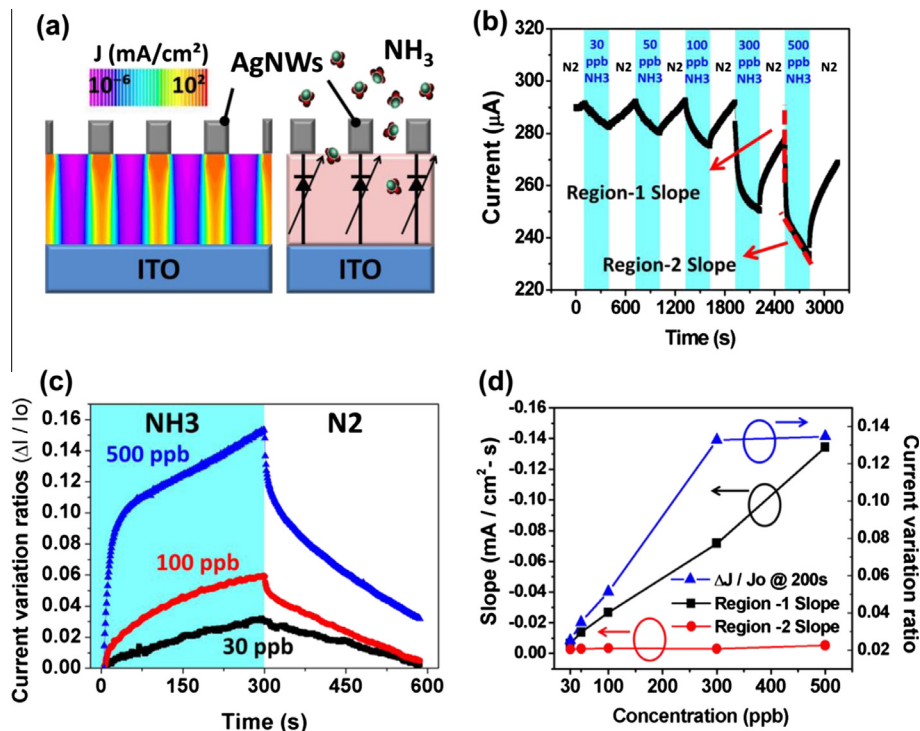 (a)
J (mA/cm²)
10⁻⁶ 10²
AgNWs
NH₃
ITO
ITO
(b)
Current (μA)
310
300
280
260
240
220
N2
30
ppb
NH3
N2
50
ppb
NH3
N2
100
ppb
NH3
N2
300
ppb
NH3
N2
500
ppb
NH3
N2
Region-1 Slope
Region-2 Slope
0 600 1200 1800 2400 3000
Time (s)
(c)
Current variation ratios (ΔI / Io)
0.16
0.14
0.12
0.10
0.08
0.06
0.04
0.02
0.00
NH3
N2
500 ppb
100 ppb
30 ppb
0 150 300 450 600
Time (s)
(d)
Slope (mA / cm²- s)
-0.16
-0.14
-0.12
-0.10
-0.08
-0.06
-0.04
-0.02
0.00
ΔJ / Jo @ 200s
Region -1 Slope
Region -2 Slope
0.14
0.12
0.10
0.08
0.06
0.04
0.02
Current variation ratio
30 100 200 300 400 500
Concentration (ppb)